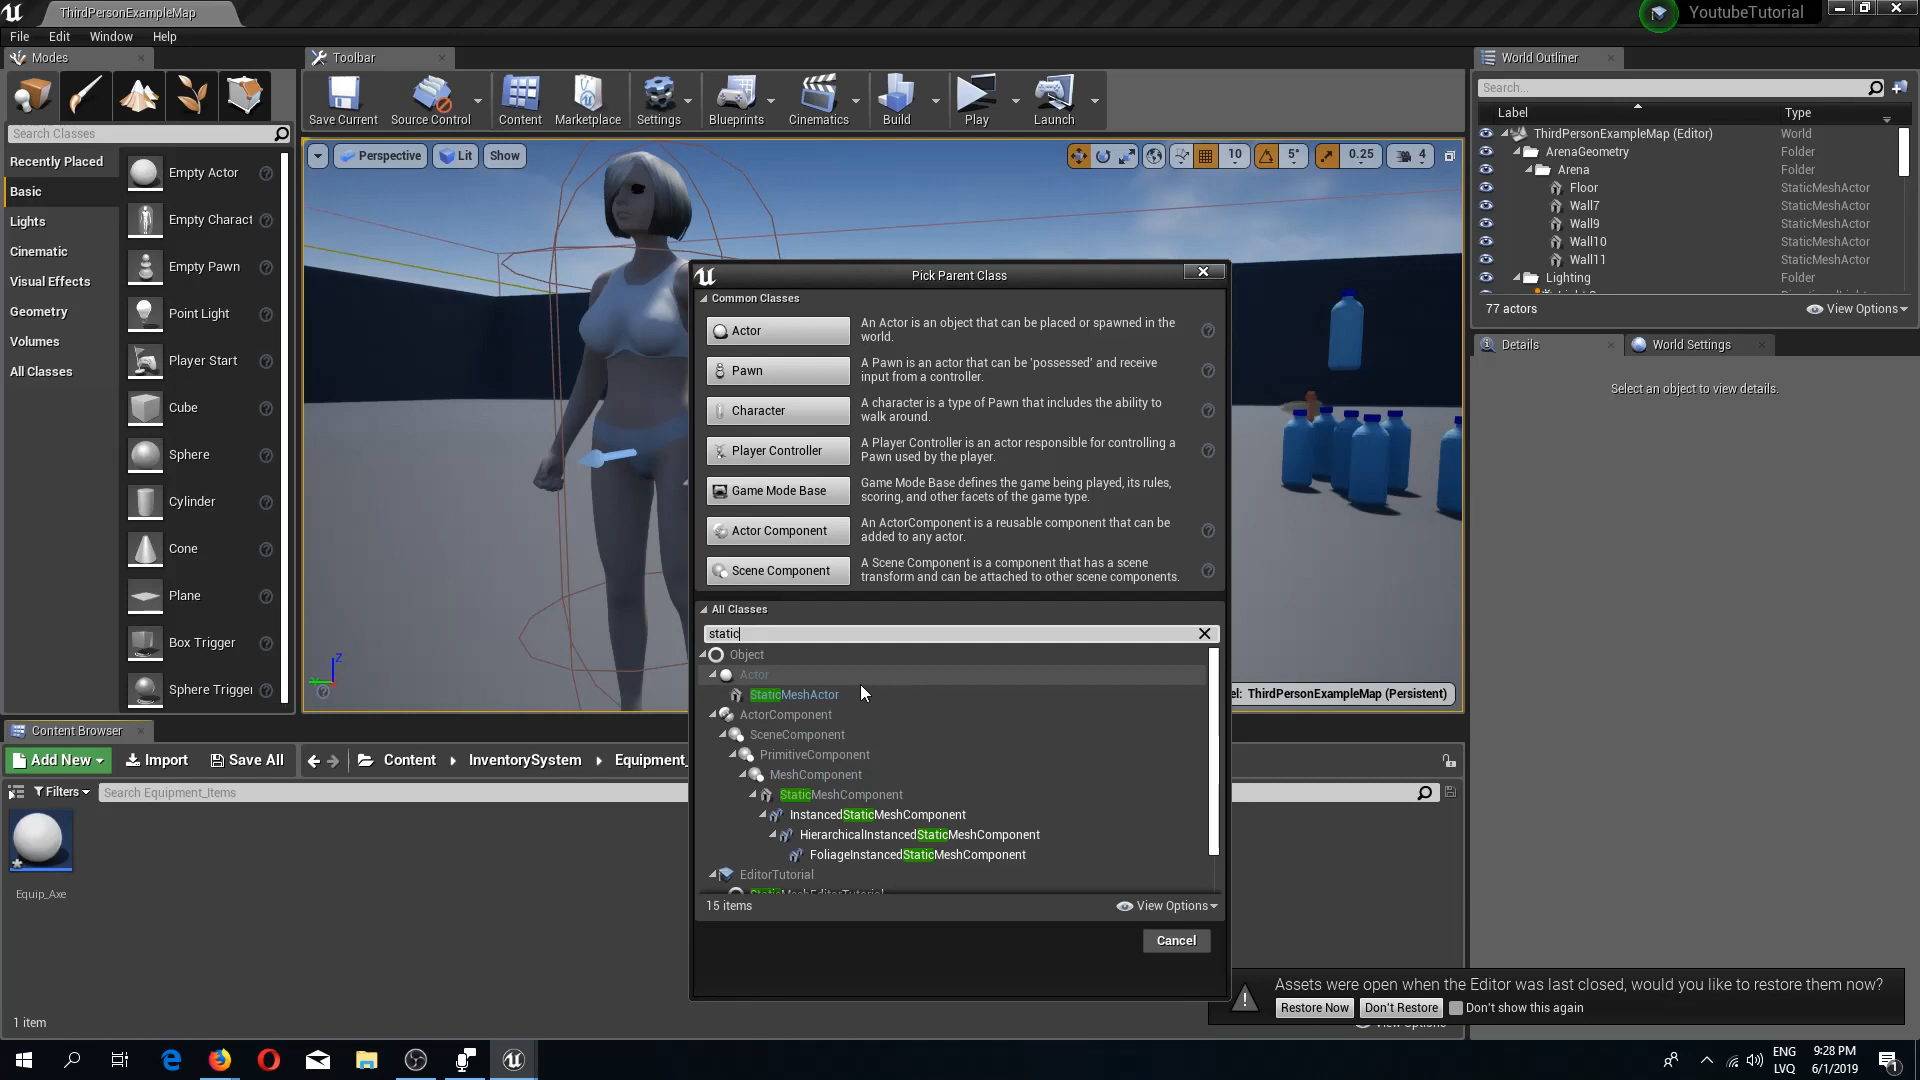 ThirdPersonExampleMap
YoutubeTutorial
File Edit Window Help
Modes
Toolbar
World Outliner
Save Current
Source Control
Content
Marketplace
Settings
Blueprints
Cinematics
Build
Play
Launch
Search...
Label Type
Search Classes
Recently Placed
Basic
Lights
Cinematic
Visual Effects
Geometry
Volumes
All Classes
Empty Actor
Empty Charact
Empty Pawn
Point Light
Player Start
Cube
Sphere
Cylinder
Cone
Plane
Box Trigger
Sphere Trigger
Perspective Lit Show
10 5° 0.25 4
ThirdPersonExampleMap (Editor) World
ArenaGeometry Folder
Arena Folder
Floor StaticMeshActor
Wall7 StaticMeshActor
Wall9 StaticMeshActor
Wall10 StaticMeshActor
Wall11 StaticMeshActor
Lighting Folder
77 actors View Options
Details World Settings
Select an object to view details.
Pick Parent Class
Common Classes
Actor
An Actor is an object that can be placed or spawned in the
world.
Pawn
A Pawn is an actor that can be 'possessed' and receive
input from a controller.
Character
A character is a type of Pawn that includes the ability to
walk around.
Player Controller
A Player Controller is an actor responsible for controlling a
Pawn used by the player.
Game Mode Base
Game Mode Base defines the game being played, its rules,
scoring, and other facets of the game type.
Actor Component
An ActorComponent is a reusable component that can be
added to any actor.
Scene Component
A Scene Component is a component that has a scene
transform and can be attached to other scene components.
All Classes
static
Object
Actor
StaticMeshActor
ActorComponent
SceneComponent
PrimitiveComponent
MeshComponent
StaticMeshComponent
InstancedStaticMeshComponent
HierarchicalInstancedStaticMeshComponent
FoliageInstancedStaticMeshComponent
EditorTutorial
StaticMeshEditorTutorial
15 items View Options
Cancel
el: ThirdPersonExampleMap (Persistent)
Z
Content Browser
Add New Import Save All Content InventorySystem Equipment_
Filters Search Equipment_Items
Equip_Axe
1 item
View Options
Assets were open when the Editor was last closed, would you like to restore them now?
Restore Now Don't Restore Don't show this again
ENG
LVQ
9:28 PM
6/1/2019
1